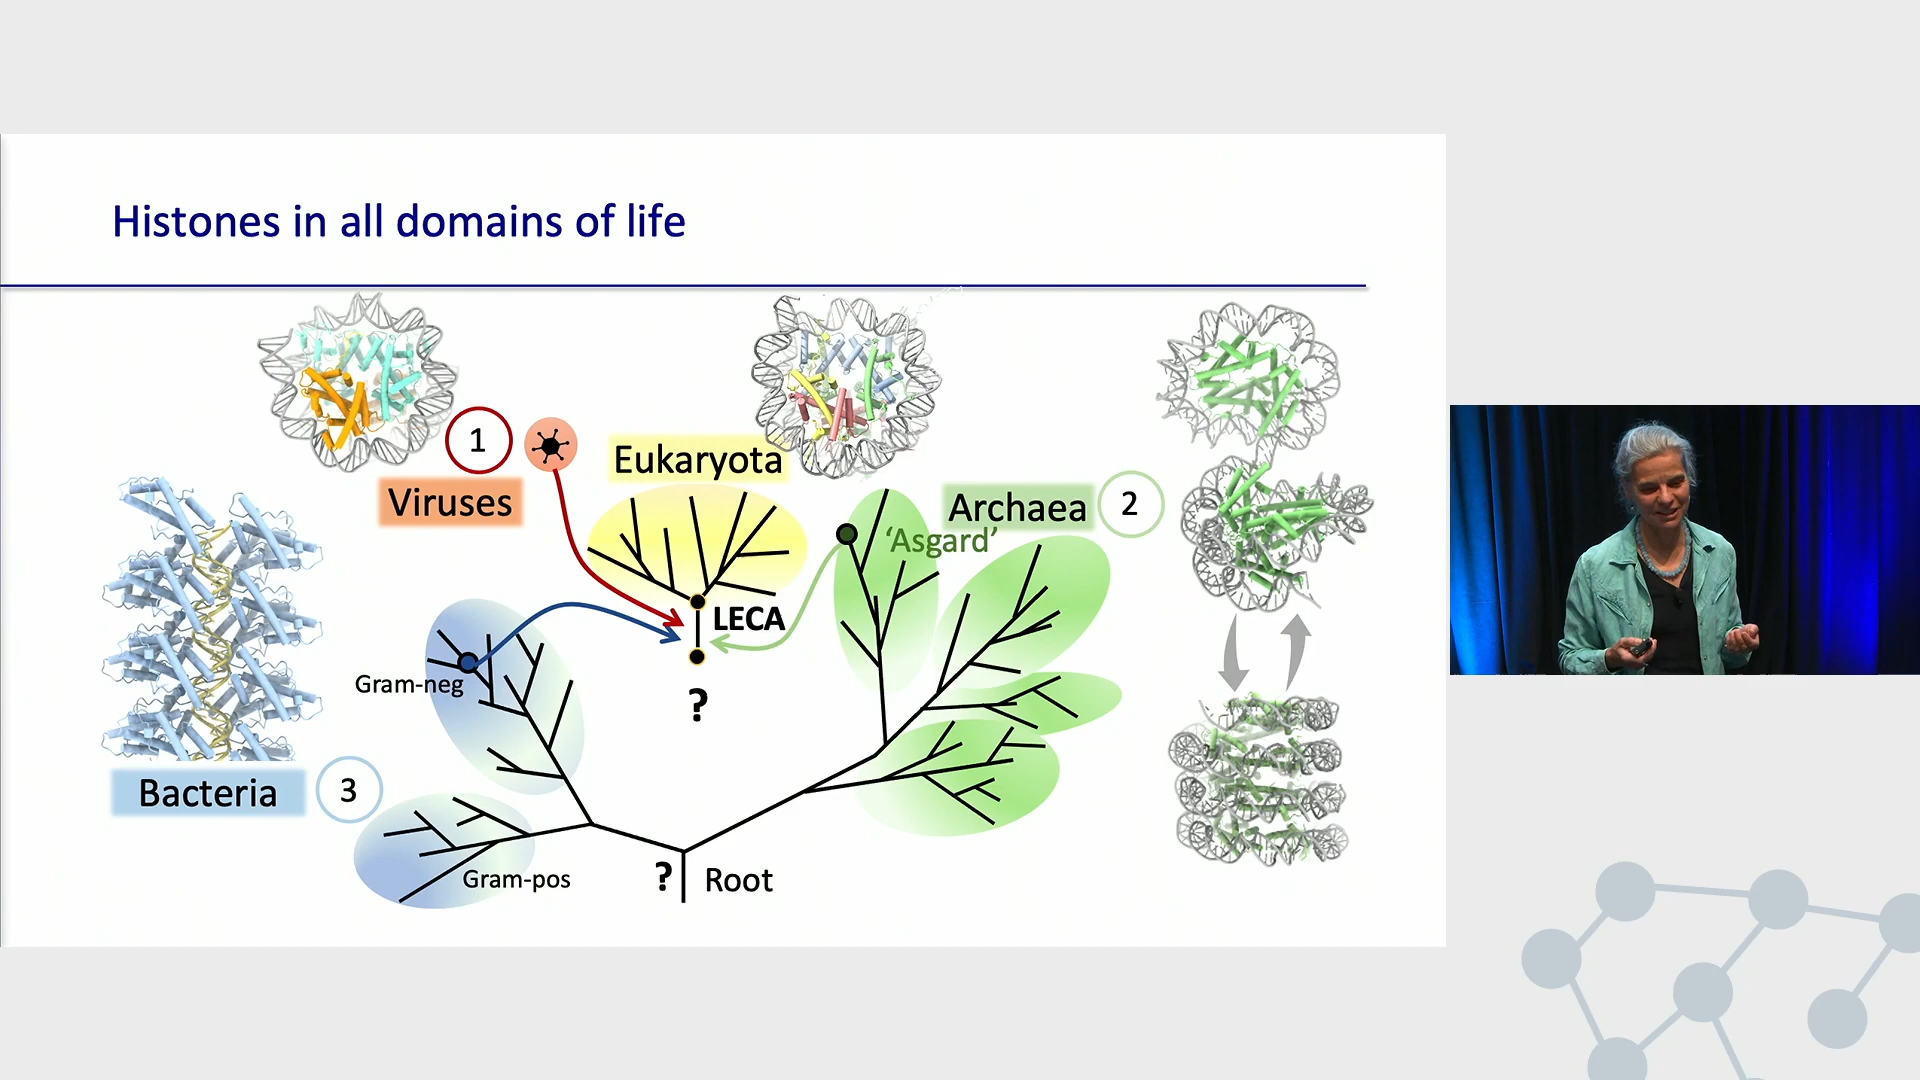 Histones in all domains of life
1
Viruses
Eukaryota
Archaea
2
‘Asgard’
LECA
Gram-neg
?
Bacteria
3
Gram-pos
?
Root